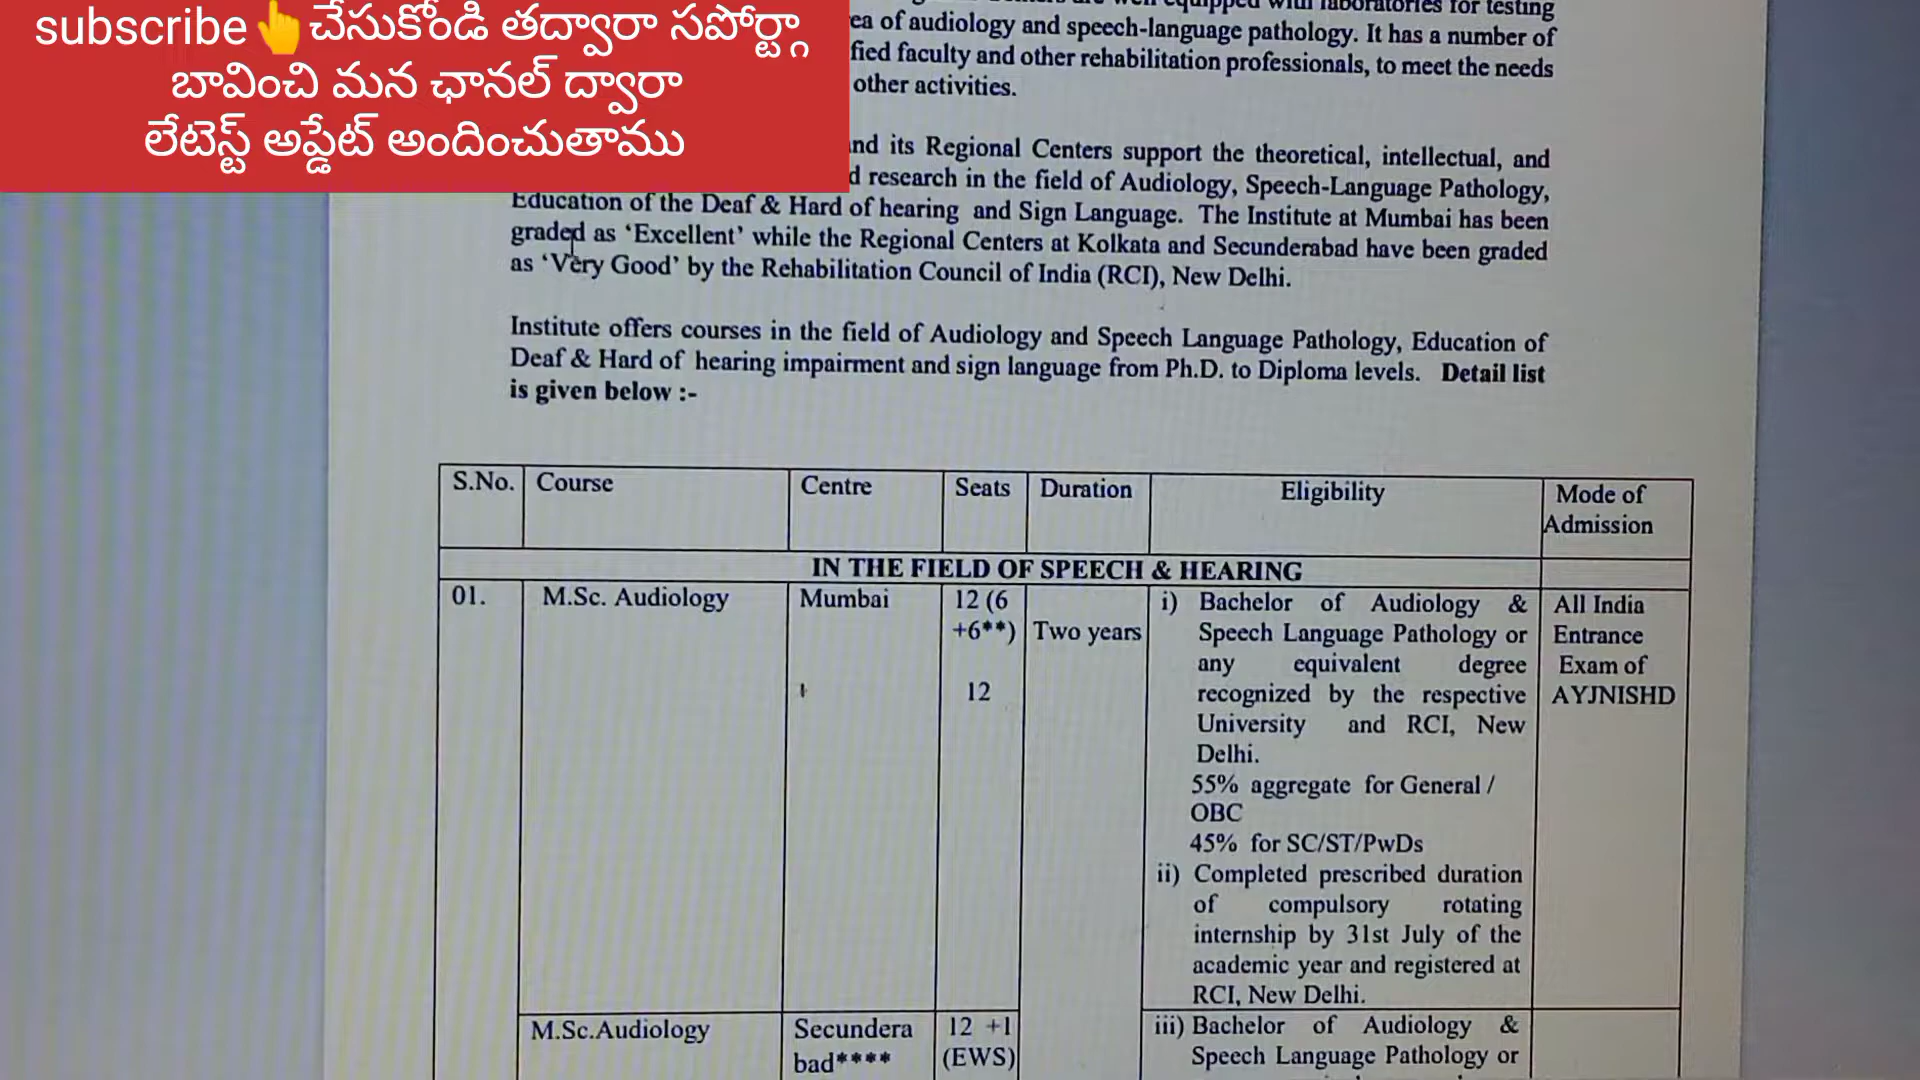 subscribe👆చేసుకోండి తద్వారా సపోర్ట్గా
బావించి మన ఛానల్ ద్వారా
లేటెస్ట్ అప్డేట్ అందించుతాము
equipped with laboratories for testing
ea of audiology and speech-language pathology. It has a number of
fied faculty and other rehabilitation professionals, to meet the needs
other activities.
nd its Regional Centers support the theoretical, intellectual, and
d research in the field of Audiology, Speech-Language Pathology,
Education of the Deaf & Hard of hearing and Sign Language. The Institute at Mumbai has been
graded as ‘Excellent’ while the Regional Centers at Kolkata and Secunderabad have been graded
as ‘Very Good’ by the Rehabilitation Council of India (RCI), New Delhi.
Institute offers courses in the field of Audiology and Speech Language Pathology, Education of
Deaf & Hard of hearing impairment and sign language from Ph.D. to Diploma levels. Detail list
is given below :-
S.No. Course Centre Seats Duration Eligibility Mode of
Admission
IN THE FIELD OF SPEECH & HEARING
01. M.Sc. Audiology Mumbai 12 (6 i) Bachelor of Audiology & All India
+6**) Two years Speech Language Pathology or Entrance
any equivalent degree Exam of
12 recognized by the respective AYJNISHD
University and RCI, New
Delhi.
55% aggregate for General /
OBC
45% for SC/ST/PwDs
ii) Completed prescribed duration
of compulsory rotating
internship by 31st July of the
academic year and registered at
RCI, New Delhi.
M.Sc.Audiology Secundera 12 +1 iii) Bachelor of Audiology &
bad**** (EWS) Speech Language Pathology or